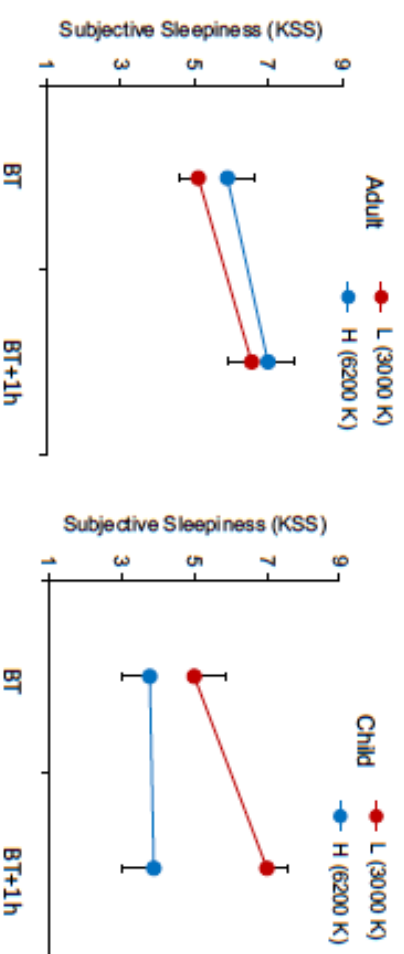 Adult
L (3000 K)
H (6200 K)
Subjective Sleepiness (KSS)
9
7
5
3
1
BT
BT+1h
Child
L (3000 K)
H (6200 K)
Subjective Sleepiness (KSS)
9
7
5
3
1
BT
BT+1h